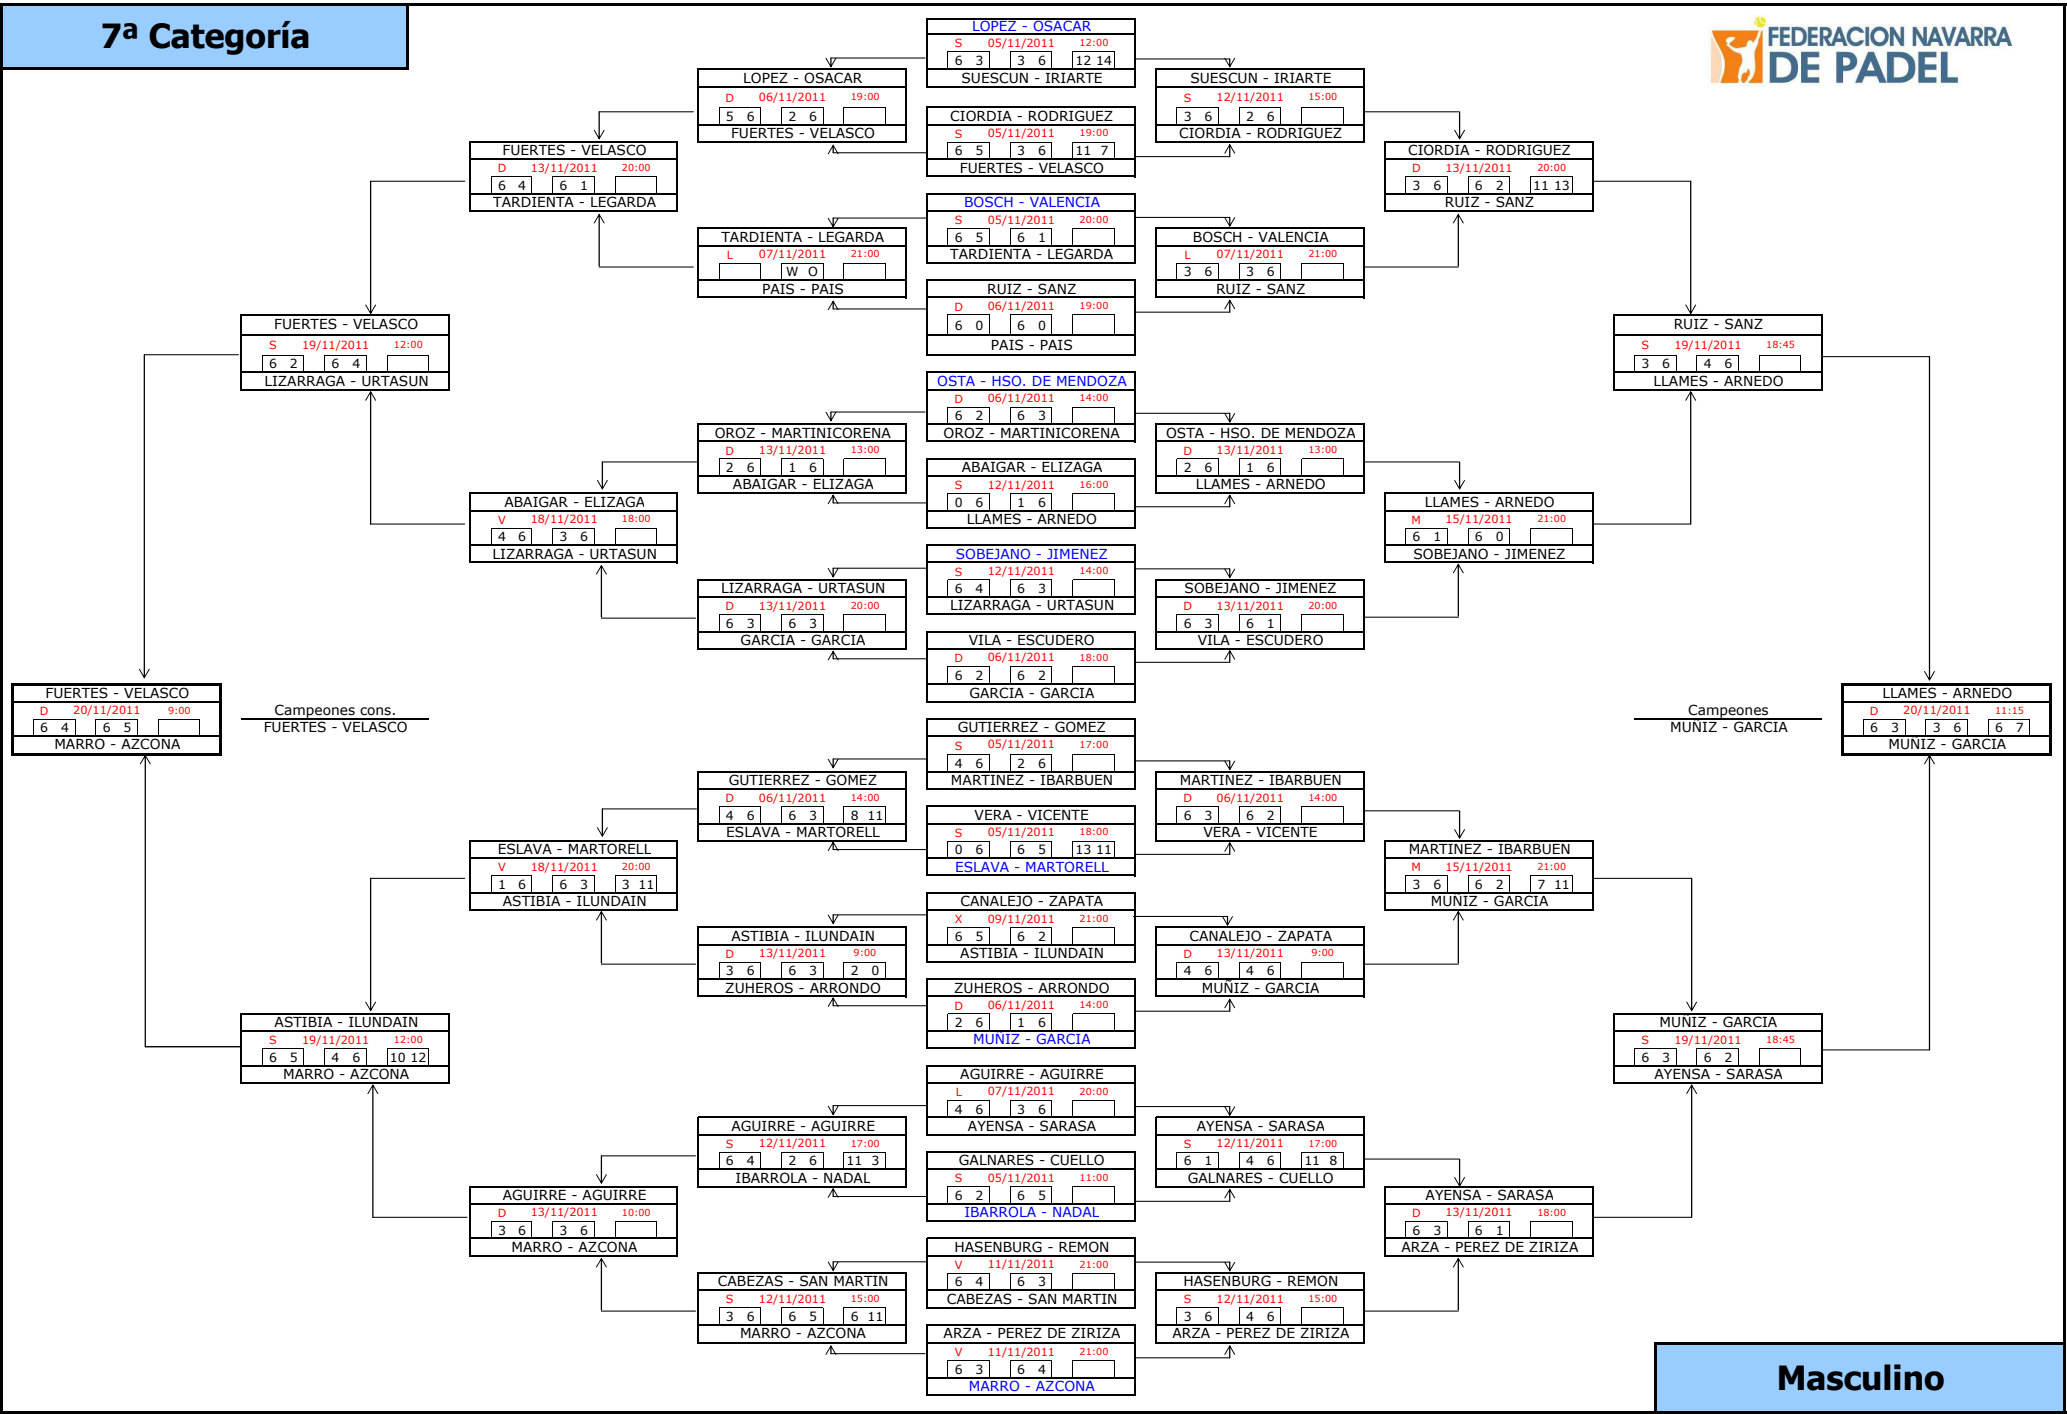 7ª Categoría
FEDERACION NAVARRA
DE PADEL
LOPEZ - OSACAR
S 05/11/2011 12:00
6 3 3 6 12 14
SUESCUN - IRIARTE
CIORDIA - RODRIGUEZ
S 05/11/2011 19:00
6 5 3 6 11 7
FUERTES - VELASCO
BOSCH - VALENCIA
S 05/11/2011 20:00
6 5 6 1
TARDIENTA - LEGARDA
RUIZ - SANZ
D 06/11/2011 19:00
6 0 6 0
PAIS - PAIS
OSTA - HSO. DE MENDOZA
D 06/11/2011 14:00
6 2 6 3
OROZ - MARTINICORENA
ABAIGAR - ELIZAGA
S 12/11/2011 16:00
0 6 1 6
LLAMES - ARNEDO
SOBEJANO - JIMENEZ
S 12/11/2011 14:00
6 4 6 3
LIZARRAGA - URTASUN
VILA - ESCUDERO
D 06/11/2011 18:00
6 2 6 2
GARCIA - GARCIA
GUTIERREZ - GOMEZ
S 05/11/2011 17:00
4 6 2 6
MARTINEZ - IBARBUEN
VERA - VICENTE
S 05/11/2011 18:00
0 6 6 5 13 11
ESLAVA - MARTORELL
CANALEJO - ZAPATA
X 09/11/2011 21:00
6 5 6 2
ASTIBIA - ILUNDAIN
ZUHEROS - ARRONDO
D 06/11/2011 14:00
2 6 1 6
MUÑIZ - GARCIA
AGUIRRE - AGUIRRE
L 07/11/2011 20:00
4 6 3 6
AYENSA - SARASA
GALNARES - CUELLO
S 05/11/2011 11:00
6 2 6 5
IBARROLA - NADAL
HASENBURG - REMON
V 11/11/2011 21:00
6 4 6 3
CABEZAS - SAN MARTIN
ARZA - PEREZ DE ZIRIZA
V 11/11/2011 21:00
6 3 6 4
MARRO - AZCONA
LOPEZ - OSACAR
D 06/11/2011 19:00
5 6 2 6
FUERTES - VELASCO
TARDIENTA - LEGARDA
L 07/11/2011 21:00
W O
PAIS - PAIS
OROZ - MARTINICORENA
D 13/11/2011 13:00
2 6 1 6
ABAIGAR - ELIZAGA
LIZARRAGA - URTASUN
D 13/11/2011 20:00
6 3 6 3
GARCIA - GARCIA
GUTIERREZ - GOMEZ
D 06/11/2011 14:00
4 6 6 3 8 11
ESLAVA - MARTORELL
ASTIBIA - ILUNDAIN
D 13/11/2011 9:00
3 6 6 3 2 0
ZUHEROS - ARRONDO
AGUIRRE - AGUIRRE
S 12/11/2011 17:00
6 4 2 6 11 3
IBARROLA - NADAL
CABEZAS - SAN MARTIN
S 12/11/2011 15:00
3 6 6 5 6 11
MARRO - AZCONA
FUERTES - VELASCO
D 13/11/2011 20:00
6 4 6 1
TARDIENTA - LEGARDA
ABAIGAR - ELIZAGA
V 18/11/2011 18:00
4 6 3 6
LIZARRAGA - URTASUN
ESLAVA - MARTORELL
V 18/11/2011 20:00
1 6 6 3 3 11
ASTIBIA - ILUNDAIN
AGUIRRE - AGUIRRE
D 13/11/2011 10:00
3 6 3 6
MARRO - AZCONA
FUERTES - VELASCO
S 19/11/2011 12:00
6 2 6 4
LIZARRAGA - URTASUN
ASTIBIA - ILUNDAIN
S 19/11/2011 12:00
6 5 4 6 10 12
MARRO - AZCONA
FUERTES - VELASCO
D 20/11/2011 9:00
6 4 6 5
MARRO - AZCONA
Campeones cons.
FUERTES - VELASCO
SUESCUN - IRIARTE
S 12/11/2011 15:00
3 6 2 6
CIORDIA - RODRIGUEZ
BOSCH - VALENCIA
L 07/11/2011 21:00
3 6 3 6
RUIZ - SANZ
OSTA - HSO. DE MENDOZA
D 13/11/2011 13:00
2 6 1 6
LLAMES - ARNEDO
SOBEJANO - JIMENEZ
D 13/11/2011 20:00
6 3 6 1
VILA - ESCUDERO
MARTINEZ - IBARBUEN
D 06/11/2011 14:00
6 3 6 2
VERA - VICENTE
CANALEJO - ZAPATA
D 13/11/2011 9:00
4 6 4 6
MUÑIZ - GARCIA
AYENSA - SARASA
S 12/11/2011 17:00
6 1 4 6 11 8
GALNARES - CUELLO
HASENBURG - REMON
S 12/11/2011 15:00
3 6 4 6
ARZA - PEREZ DE ZIRIZA
CIORDIA - RODRIGUEZ
D 13/11/2011 20:00
3 6 6 2 11 13
RUIZ - SANZ
LLAMES - ARNEDO
M 15/11/2011 21:00
6 1 6 0
SOBEJANO - JIMENEZ
MARTINEZ - IBARBUEN
M 15/11/2011 21:00
3 6 6 2 7 11
MUÑIZ - GARCIA
AYENSA - SARASA
D 13/11/2011 18:00
6 3 6 1
ARZA - PEREZ DE ZIRIZA
RUIZ - SANZ
S 19/11/2011 18:45
3 6 4 6
LLAMES - ARNEDO
MUÑIZ - GARCIA
S 19/11/2011 18:45
6 3 6 2
AYENSA - SARASA
Campeones
MUÑIZ - GARCIA
LLAMES - ARNEDO
D 20/11/2011 11:15
6 3 3 6 6 7
MUÑIZ - GARCIA
Masculino